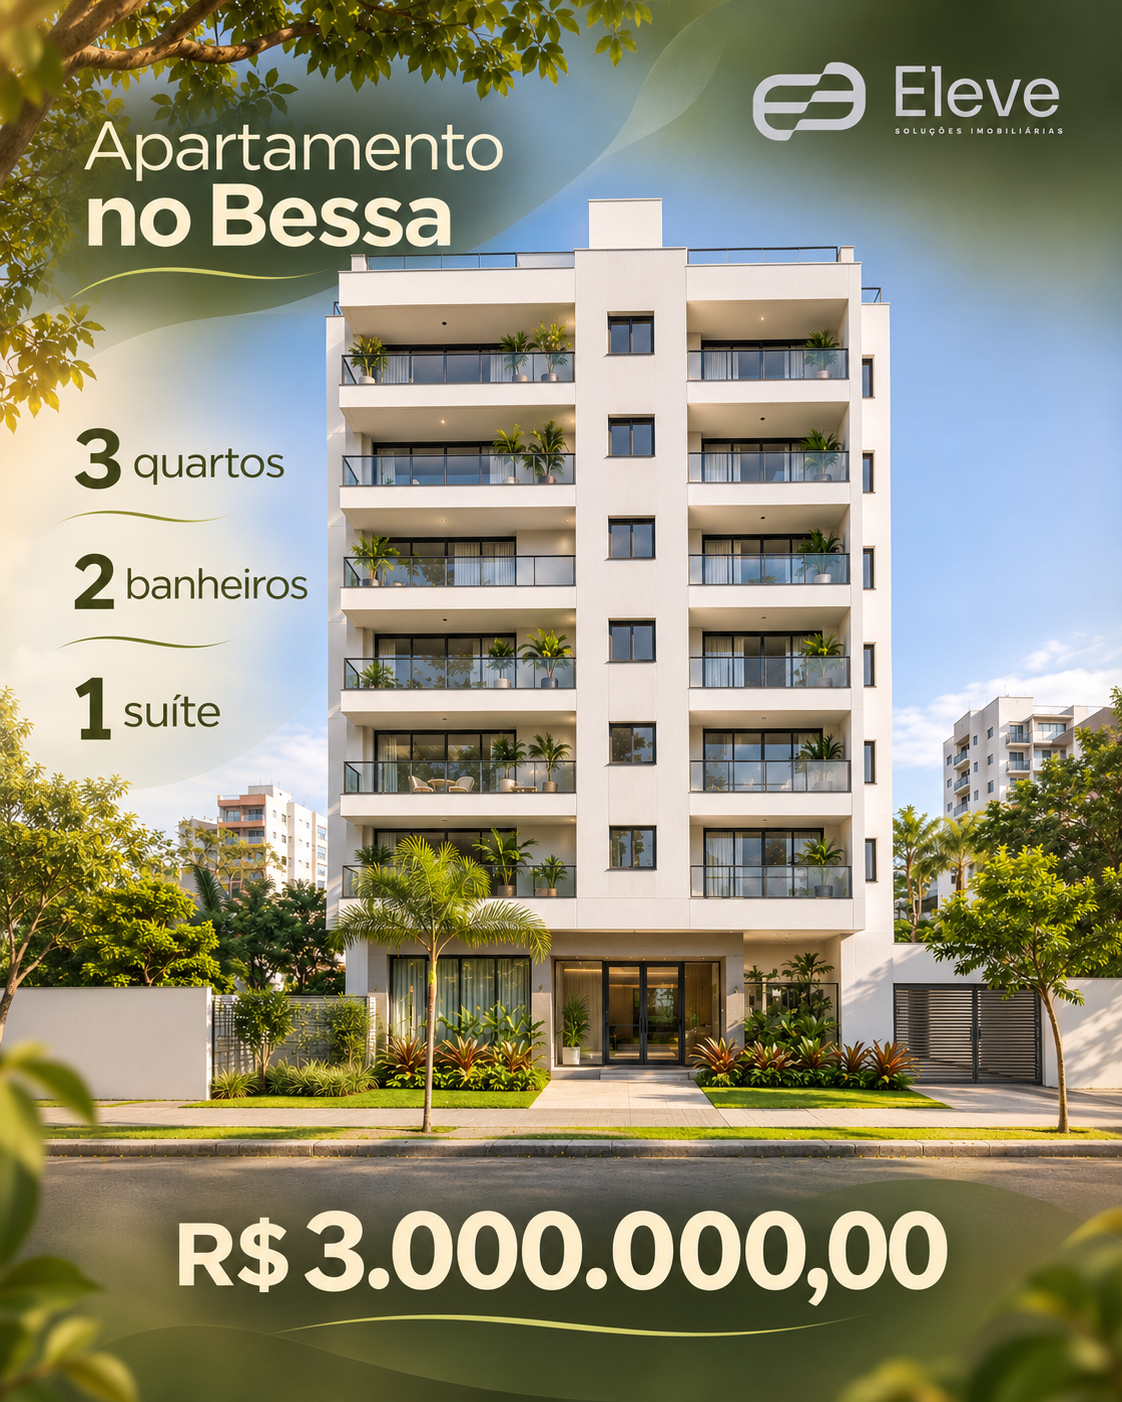 Eleve
SOLUÇÕES IMOBILIÁRIAS
Apartamento
no Bessa
3 quartos
2 banheiros
1 suíte
R$ 3.000.000,00